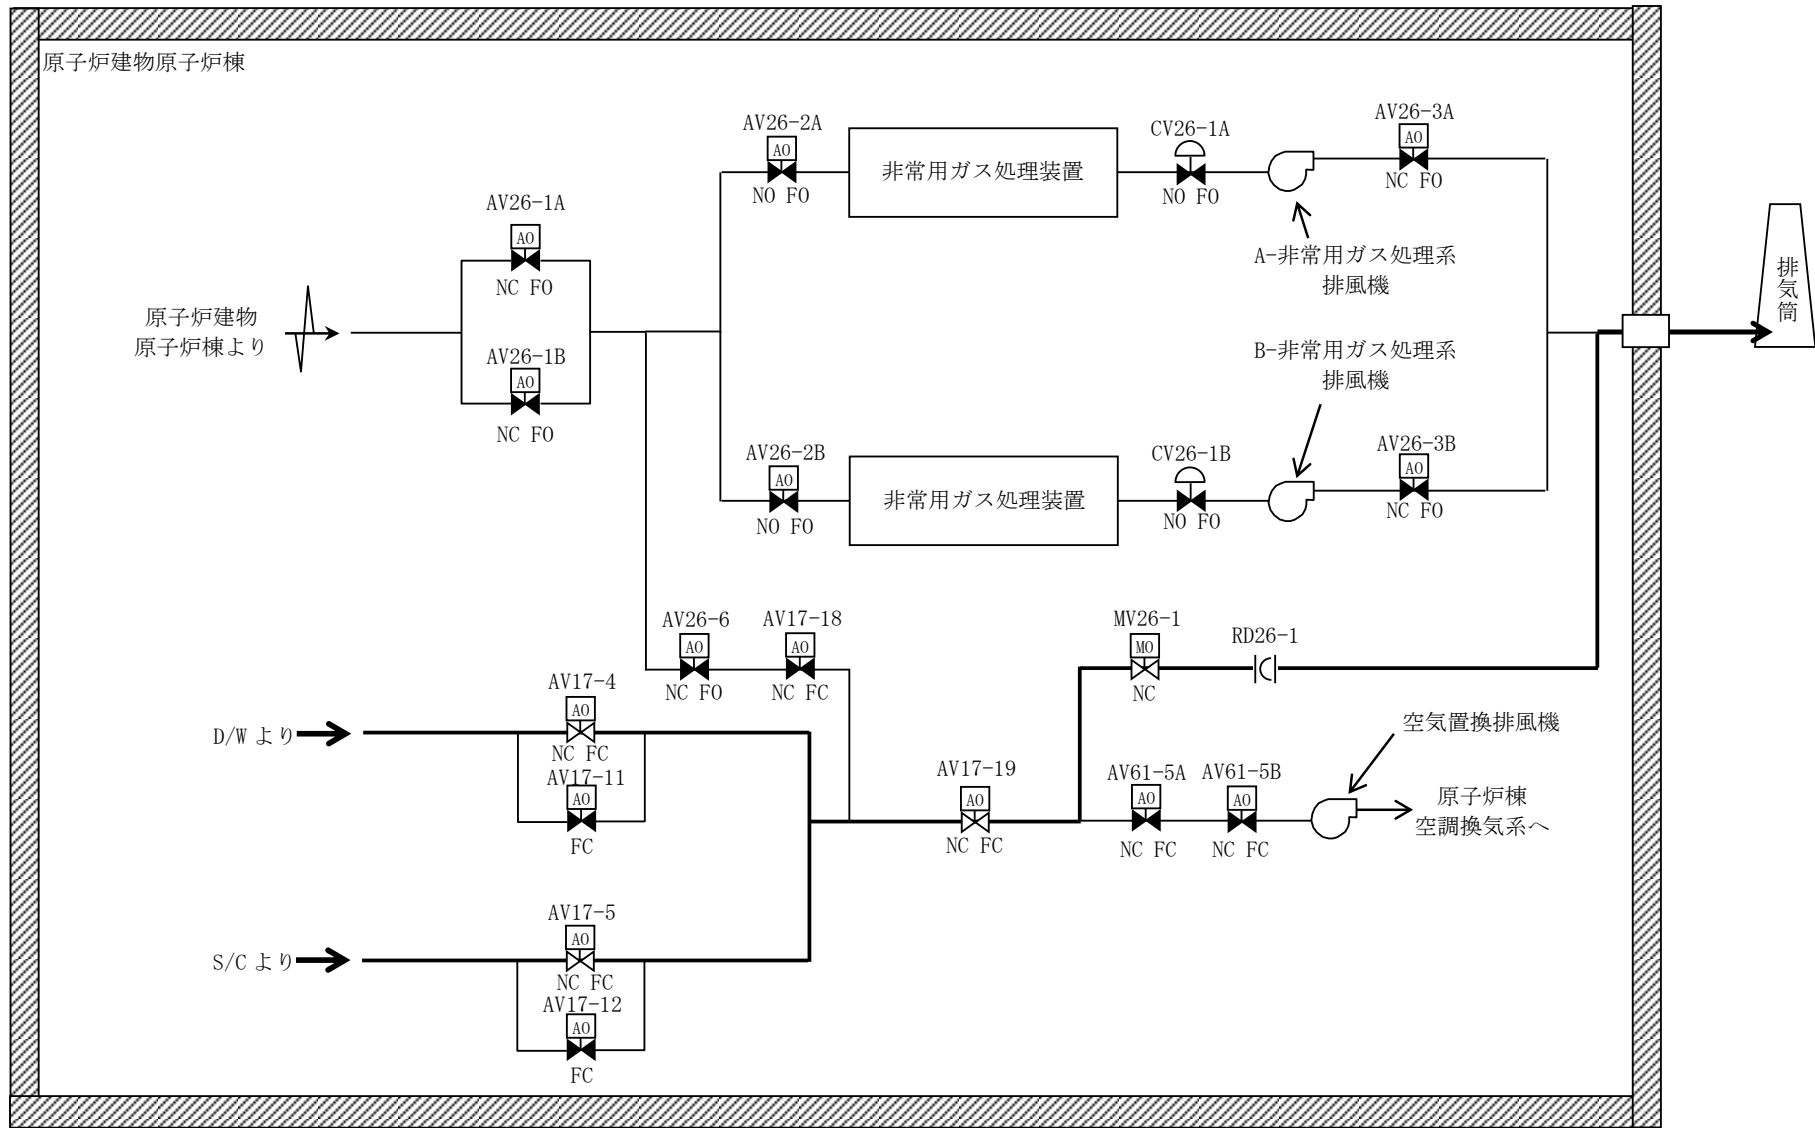 原子炉建物原子炉棟
AV26-2A
AO
NO FO
非常用ガス処理装置
CV26-1A
NO FO
AV26-3A
AO
NC FO
A-非常用ガス処理系
排風機
AV26-1A
AO
NC FO
原子炉建物
原子炉棟より
AV26-1B
AO
NC FO
排気筒
B-非常用ガス処理系
排風機
AV26-2B
AO
NO FO
非常用ガス処理装置
CV26-1B
NO FO
AV26-3B
AO
NC FO
AV26-6
AO
NC FO
AV17-18
AO
NC FC
MV26-1
MO
NC
RD26-1
D/W より
AV17-4
AO
NC FC
AV17-11
AO
FC
AV17-19
AO
NC FC
AV61-5A
AO
NC FC
AV61-5B
AO
NC FC
空気置換排風機
原子炉棟
空調換気系へ
S/C より
AV17-5
AO
NC FC
AV17-12
AO
FC